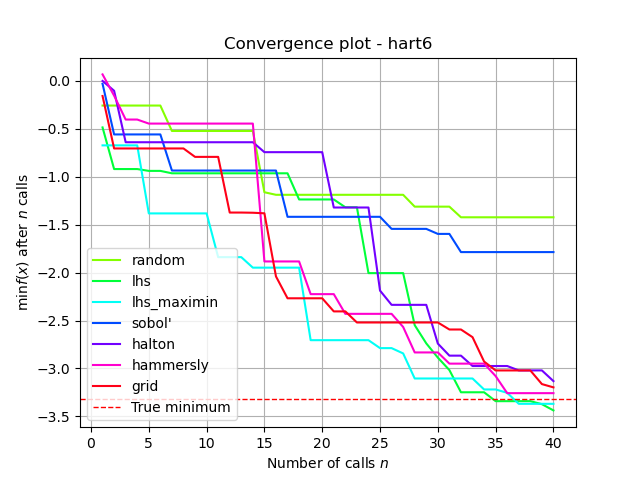 Convergence plot - hart6
0.0
−0.5
−1.0
−1.5
−2.0
−2.5
−3.0
−3.5
min f(x) after n calls
random
lhs
lhs_maximin
sobol'
halton
hammersly
grid
True minimum
0 5 10 15 20 25 30 35 40
Number of calls n